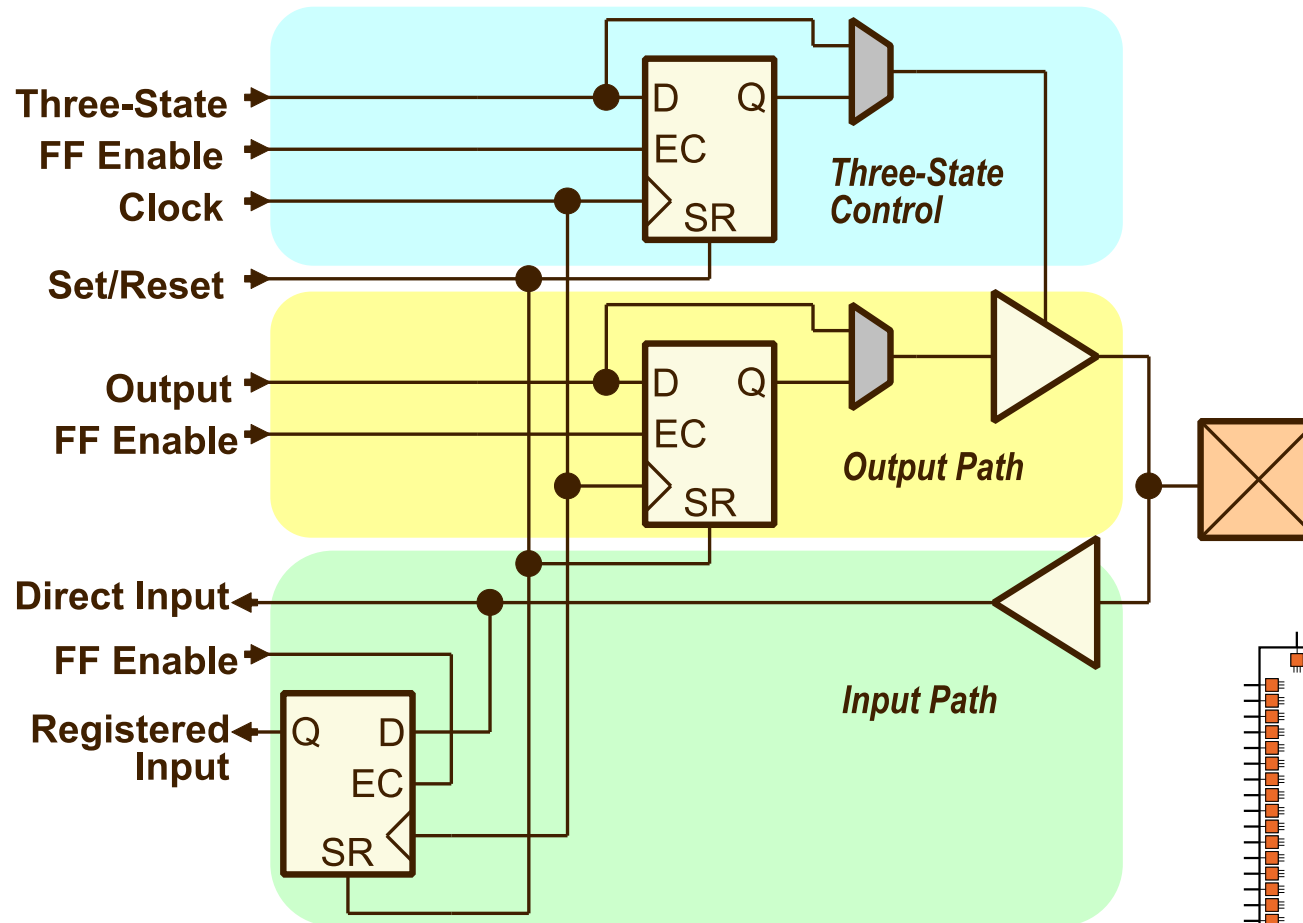 Three-State
FF Enable
Clock
Set/Reset
D
Q
EC
SR
Three-State
Control
Output
FF Enable
D
Q
EC
SR
Output Path
Direct Input
FF Enable
Registered
Input
Q
D
EC
SR
Input Path